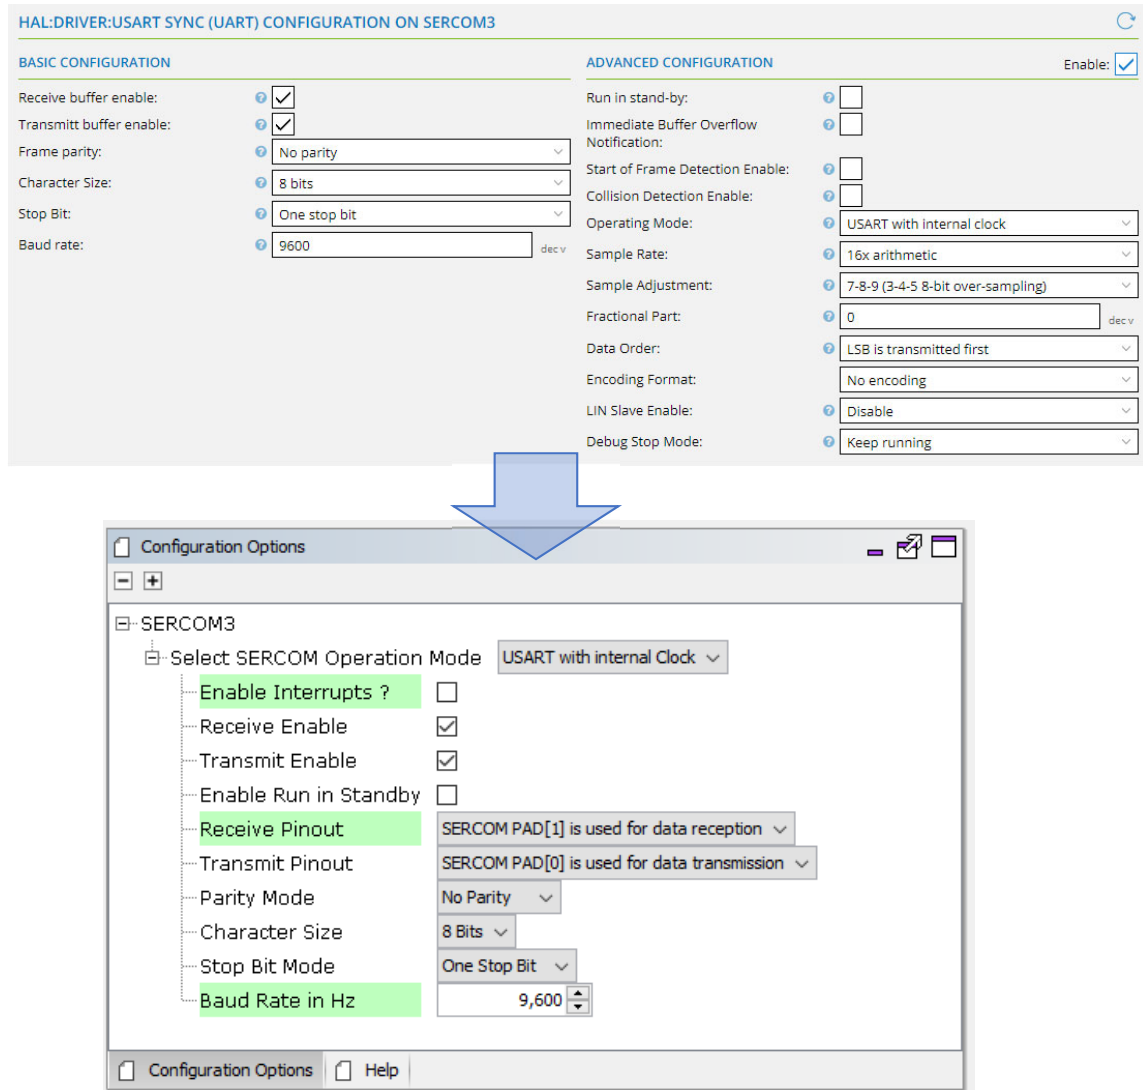 HAL:DRIVER:USART SYNC (UART) CONFIGURATION ON SERCOM3
BASIC CONFIGURATION
Receive buffer enable:
Transmitt buffer enable:
Frame parity: No parity
Character Size: 8 bits
Stop Bit: One stop bit
Baud rate: 9600 dec
ADVANCED CONFIGURATION Enable:
Run in stand-by:
Immediate Buffer Overflow
Notification:
Start of Frame Detection Enable:
Collision Detection Enable:
Operating Mode: USART with internal clock
Sample Rate: 16x arithmetic
Sample Adjustment: 7-8-9 (3-4-5 8-bit over-sampling)
Fractional Part: 0 dec
Data Order: LSB is transmitted first
Encoding Format: No encoding
LIN Slave Enable: Disable
Debug Stop Mode: Keep running
Configuration Options
SERCOM3
Select SERCOM Operation Mode USART with internal Clock
Enable Interrupts ?
Receive Enable
Transmit Enable
Enable Run in Standby
Receive Pinout SERCOM PAD[1] is used for data reception
Transmit Pinout SERCOM PAD[0] is used for data transmission
Parity Mode No Parity
Character Size 8 Bits
Stop Bit Mode One Stop Bit
Baud Rate in Hz 9,600
Configuration Options Help